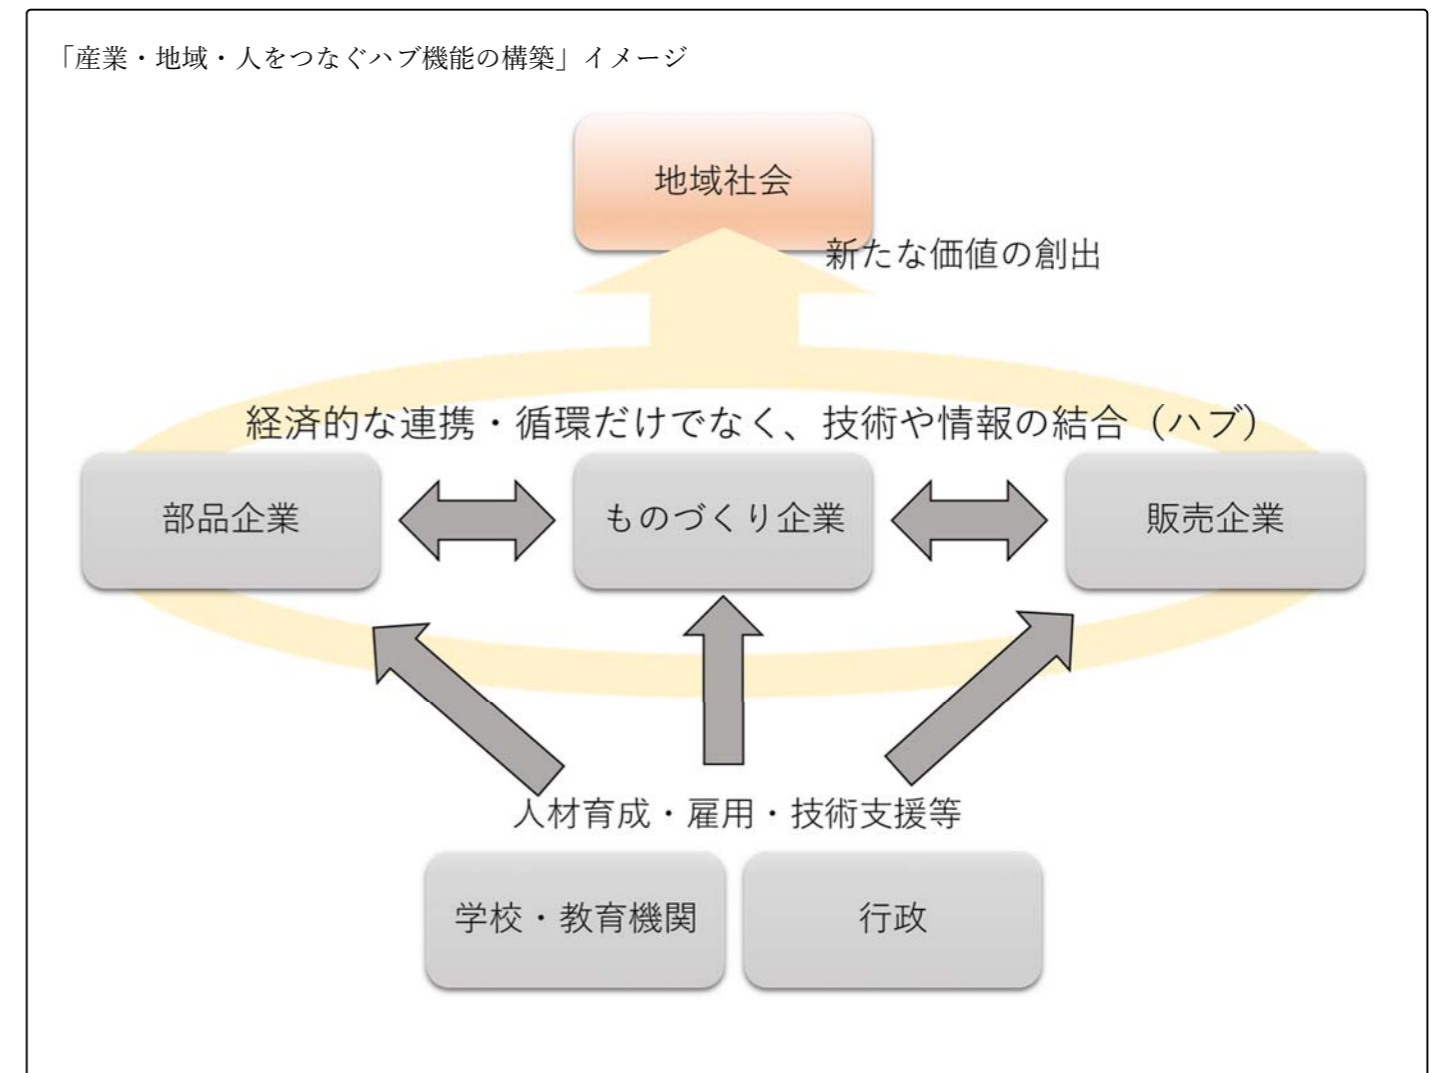 「産業・地域・人をつなぐハブ機能の構築」イメージ
地域社会
新たな価値の創出
経済的な連携・循環だけでなく、技術や情報の結合（ハブ）
部品企業
ものづくり企業
販売企業
人材育成・雇用・技術支援等
学校・教育機関
行政